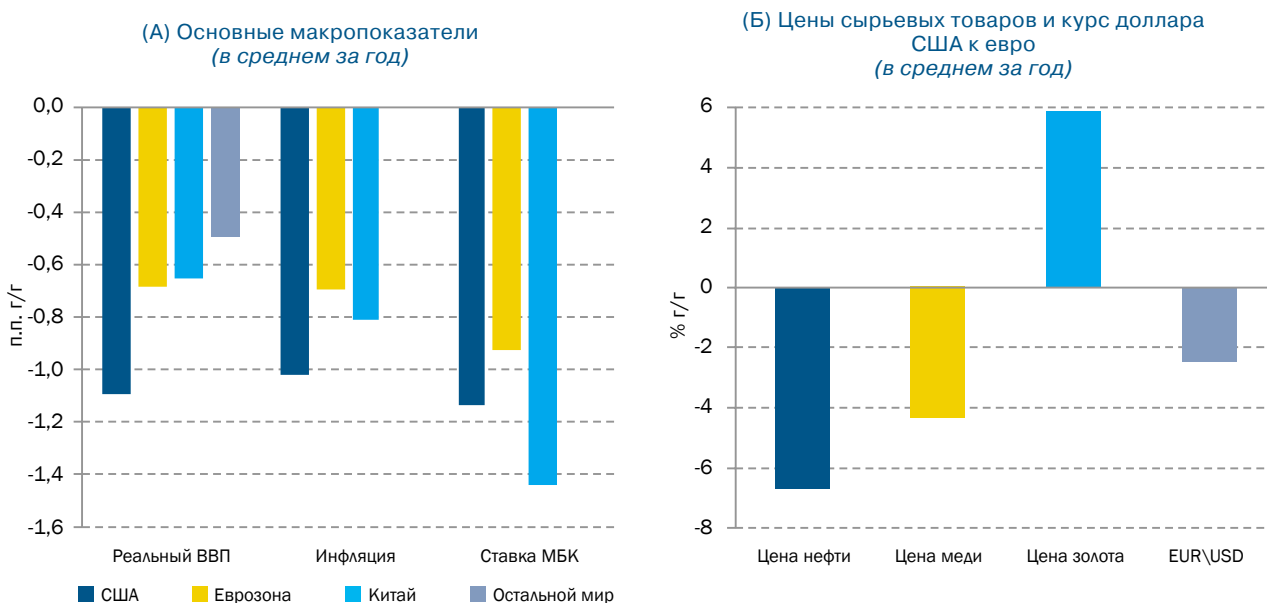 (А) Основные макропоказатели
(в среднем за год)
0,0
-0,2
-0,4
-0,6
-0,8
-1,0
-1,2
-1,4
-1,6
п.п. г/г
Реальный ВВП
Инфляция
Ставка МБК
США
Еврозона
Китай
Остальной мир
(Б) Цены сырьевых товаров и курс доллара
США к евро
(в среднем за год)
6
4
2
0
-2
-4
-6
-8
% г/г
Цена нефти
Цена меди
Цена золота
EUR\USD